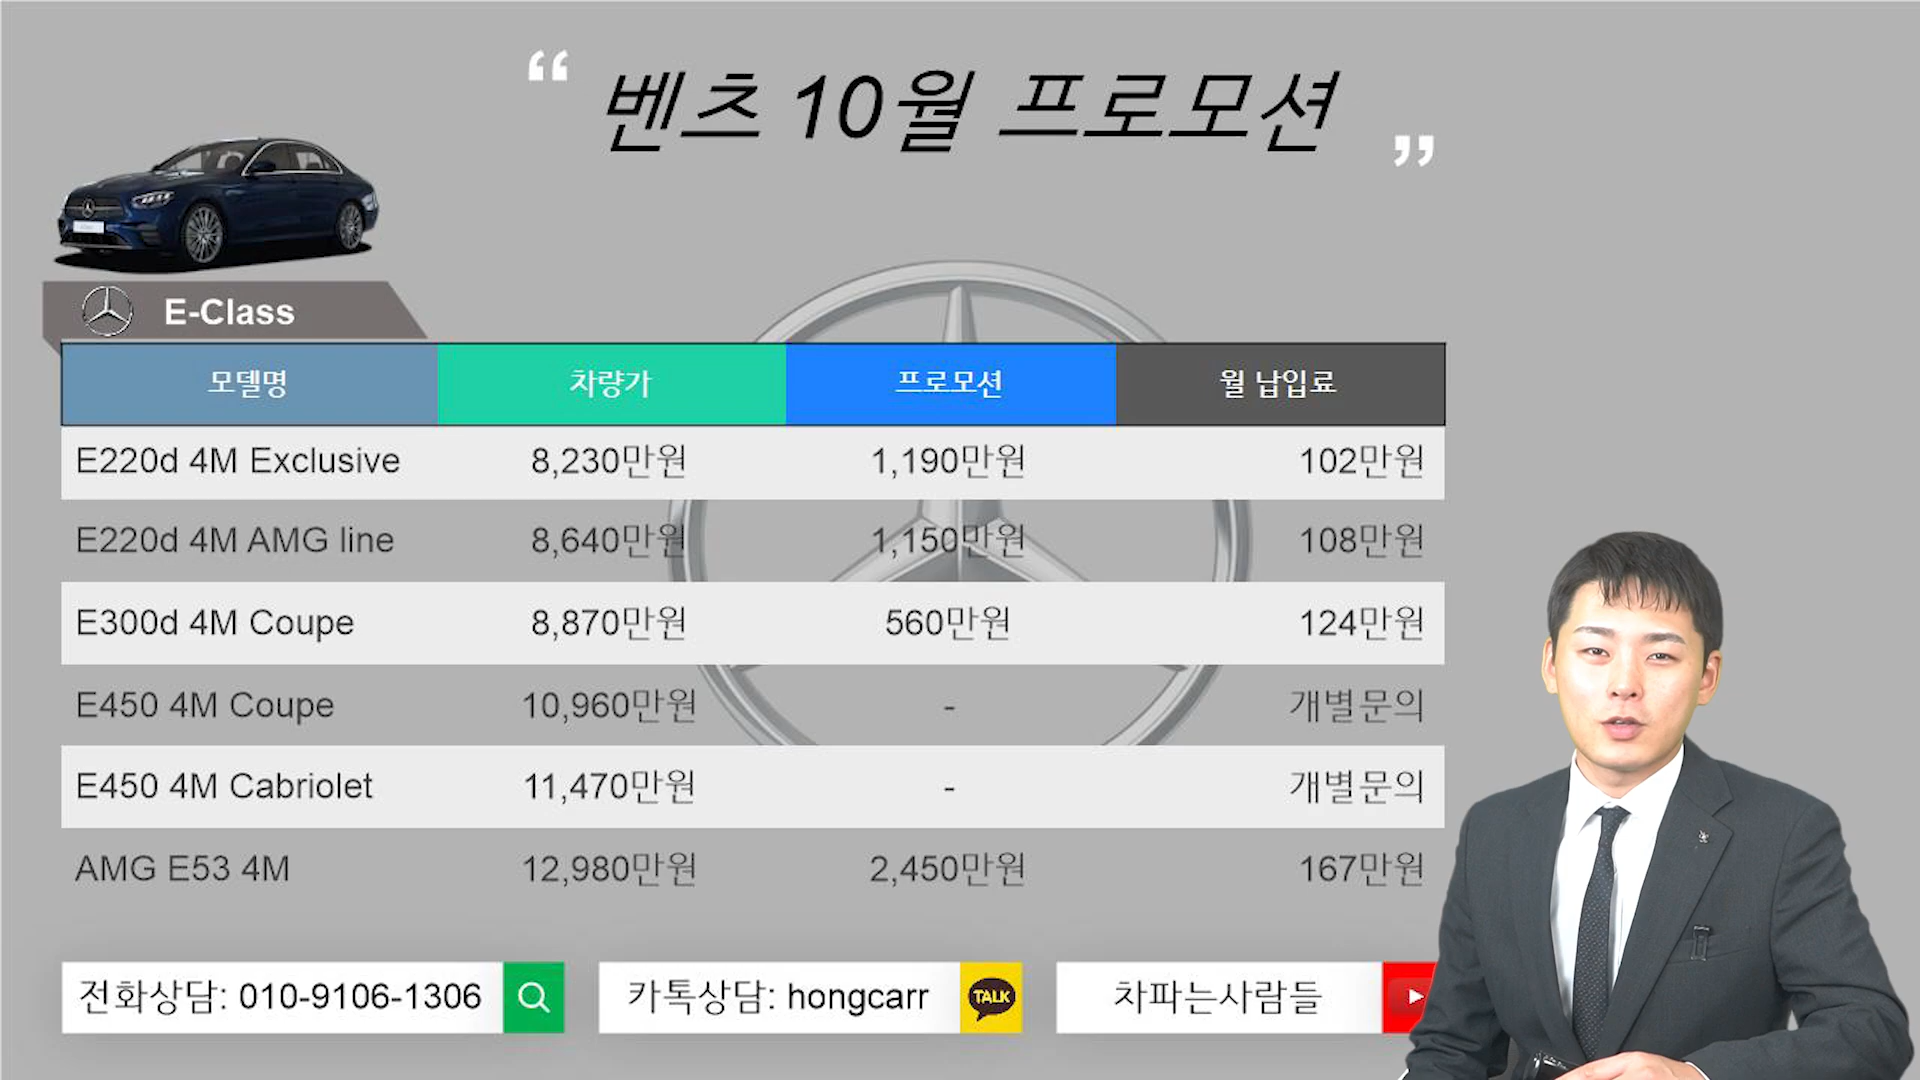 “ 벤츠 10월 프로모션 ”
E-Class
모델명 차량가 프로모션 월 납입료
E220d 4M Exclusive 8,230만원 1,190만원 102만원
E220d 4M AMG line 8,640만원 1,150만원 108만원
E300d 4M Coupe 8,870만원 560만원 124만원
E450 4M Coupe 10,960만원 - 개별문의
E450 4M Cabriolet 11,470만원 - 개별문의
AMG E53 4M 12,980만원 2,450만원 167만원
전화상담: 010-9106-1306
카톡상담: hongcarr TALK
차파는사람들